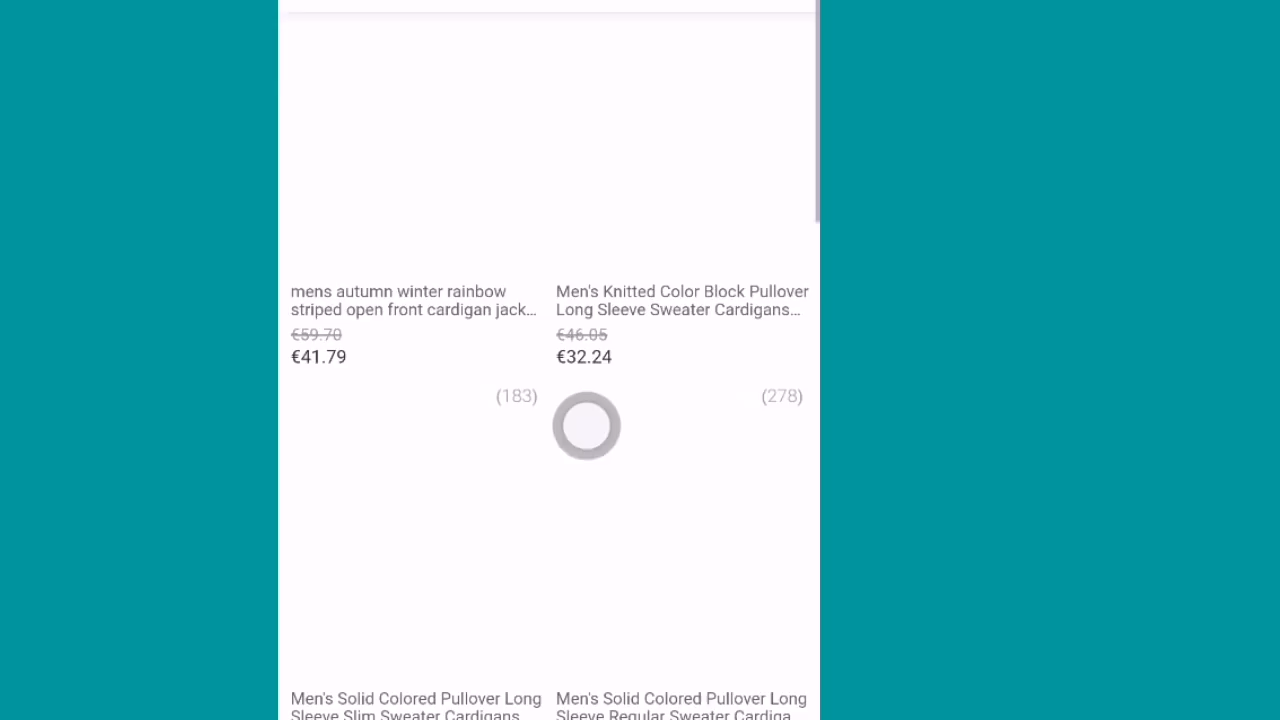 mens autumn winter rainbow
striped open front cardigan jack...
€59.70
€41.79
(183)
Men's Knitted Color Block Pullover
Long Sleeve Sweater Cardigans...
€46.05
€32.24
(278)
Men's Solid Colored Pullover Long
Sleeve Slim Sweater Cardigans
Men's Solid Colored Pullover Long
Sleeve Regular Sweater Cardiga